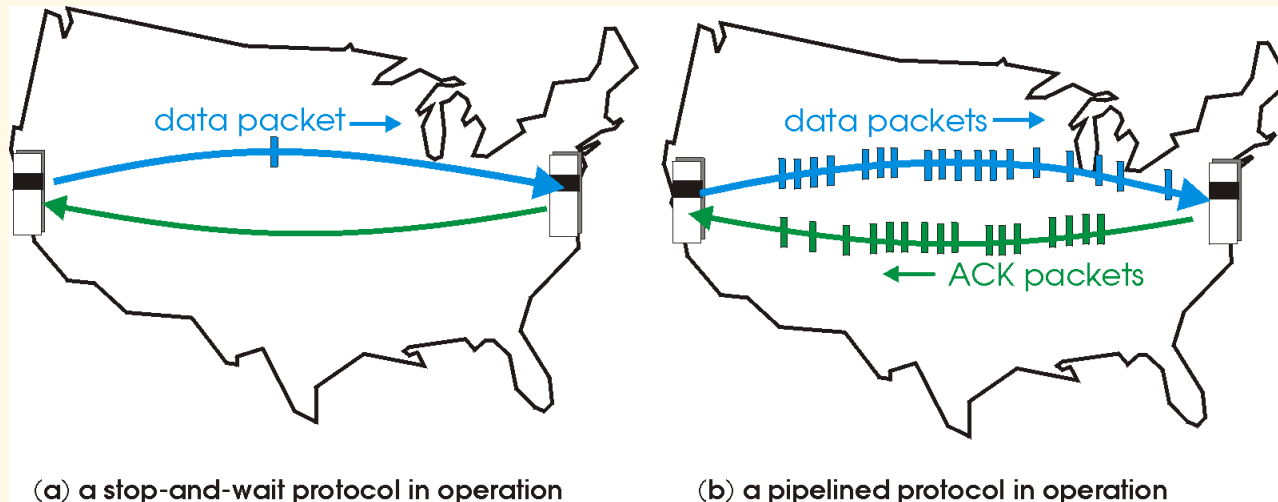 data packet
(a) a stop-and-wait protocol in operation
data packets
ACK packets
(b) a pipelined protocol in operation